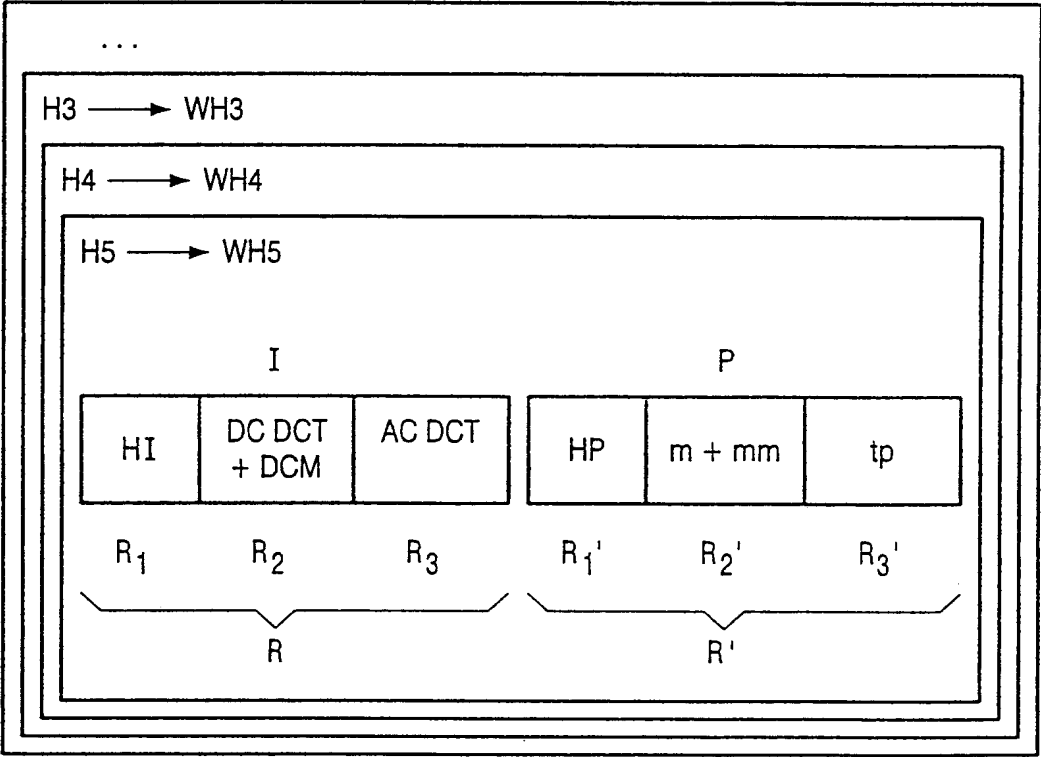 ...
H3 → WH3
H4 → WH4
H5 → WH5
I P
HI DC DCT + DCM AC DCT HP m + mm tp
R1 R2 R3 R1' R2' R3'
R R'